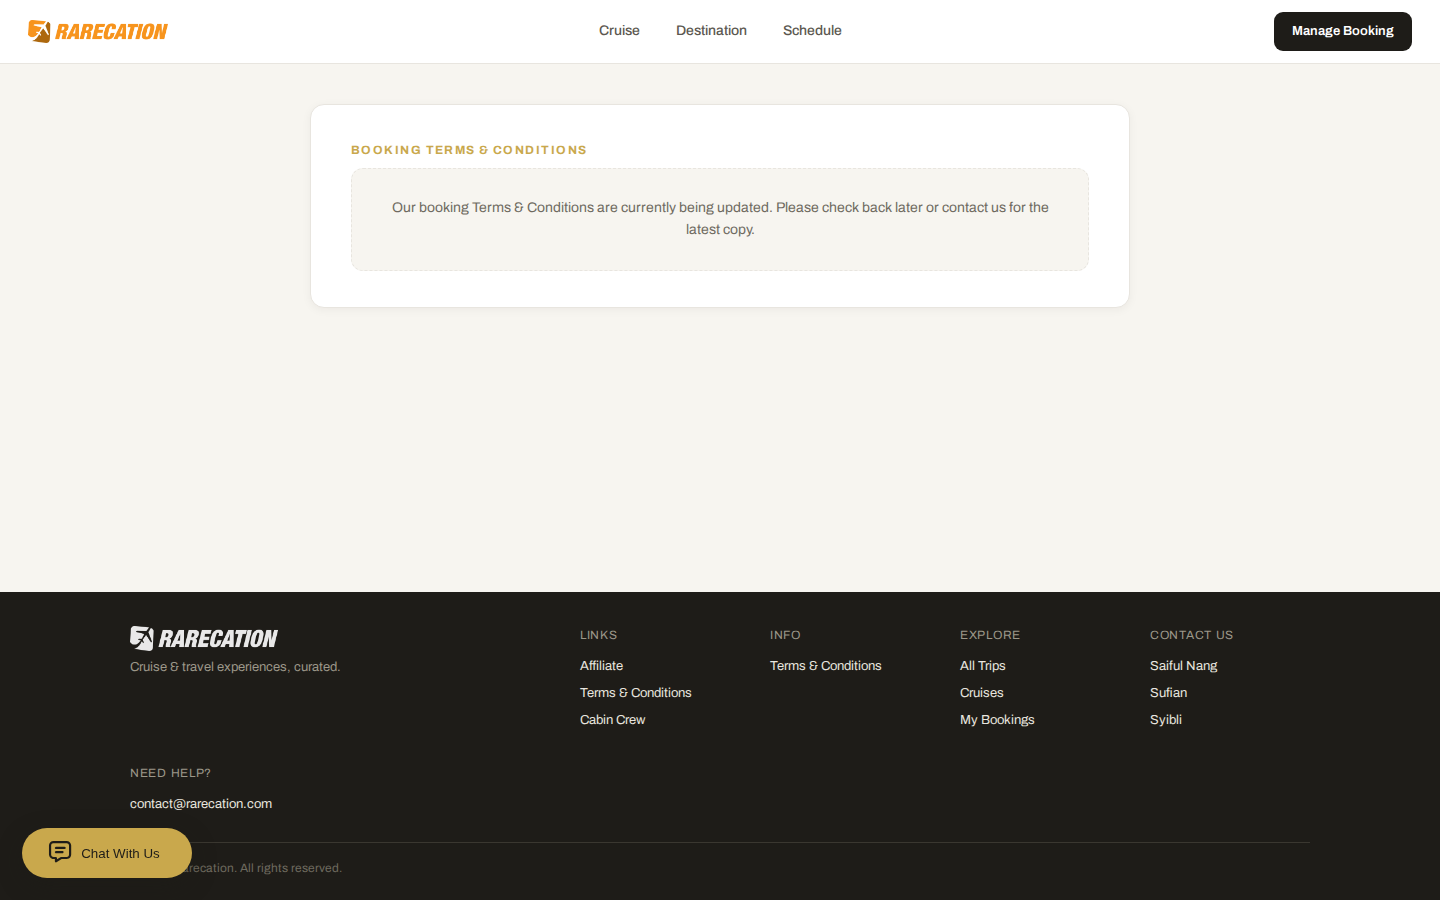 RARECATION
Cruise
Destination
Schedule
Manage Booking
BOOKING TERMS & CONDITIONS
Our booking Terms & Conditions are currently being updated. Please check back later or contact us for the
latest copy.
RARECATION
Cruise & travel experiences, curated.
LINKS
Affiliate
Terms & Conditions
Cabin Crew
INFO
Terms & Conditions
EXPLORE
All Trips
Cruises
My Bookings
CONTACT US
Saiful Nang
Sufian
Syibli
NEED HELP?
contact@rarecation.com
Chat With Us
arecation. All rights reserved.